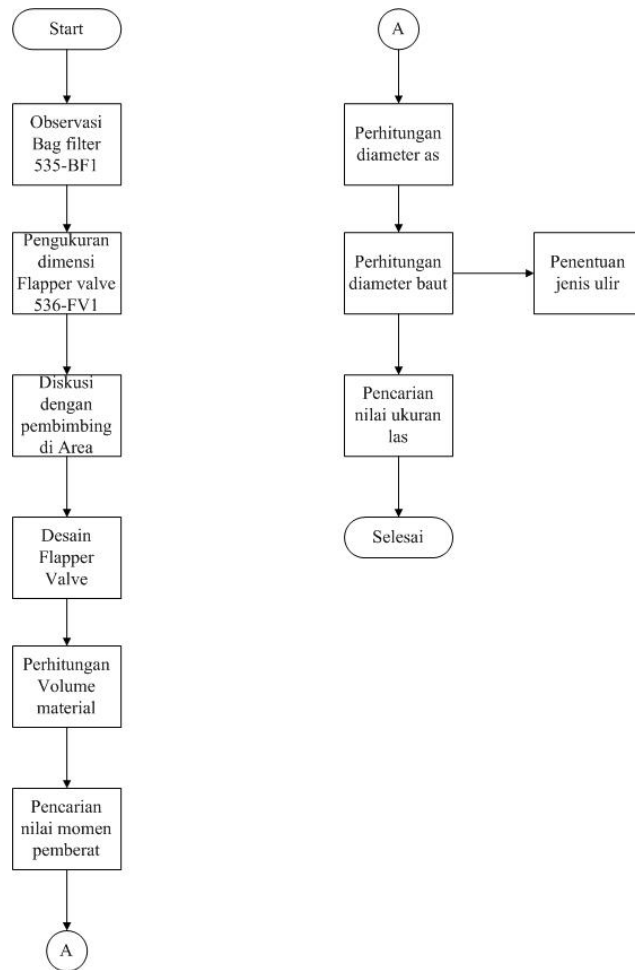 Start
Observasi
Bag filter
535-BF1
Pengukuran
dimensi
Flapper valve
536-FV1
Diskusi
dengan
pembimbing
di Area
Desain
Flapper
Valve
Perhitungan
Volume
material
Pencarian
nilai momen
pemberat
A
A
Perhitungan
diameter as
Perhitungan
diameter baut
Penentuan
jenis ulir
Pencarian
nilai ukuran
las
Selesai